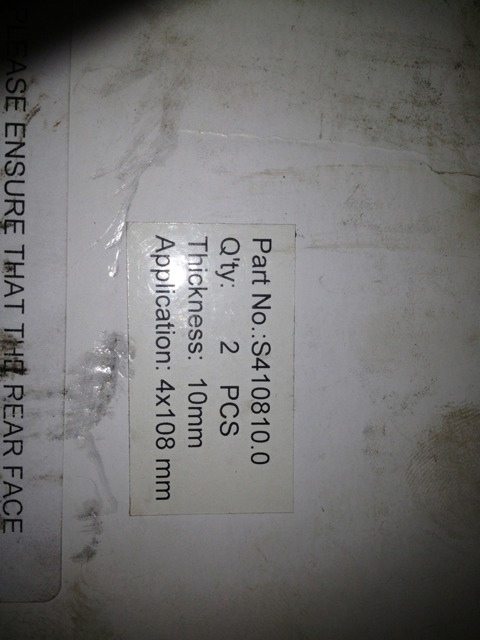 Part No.:S410810.0
Q'ty: 2 PCS
Thickness: 10mm
Application: 4x108 mm
PLEASE ENSURE THAT THE REAR FACE